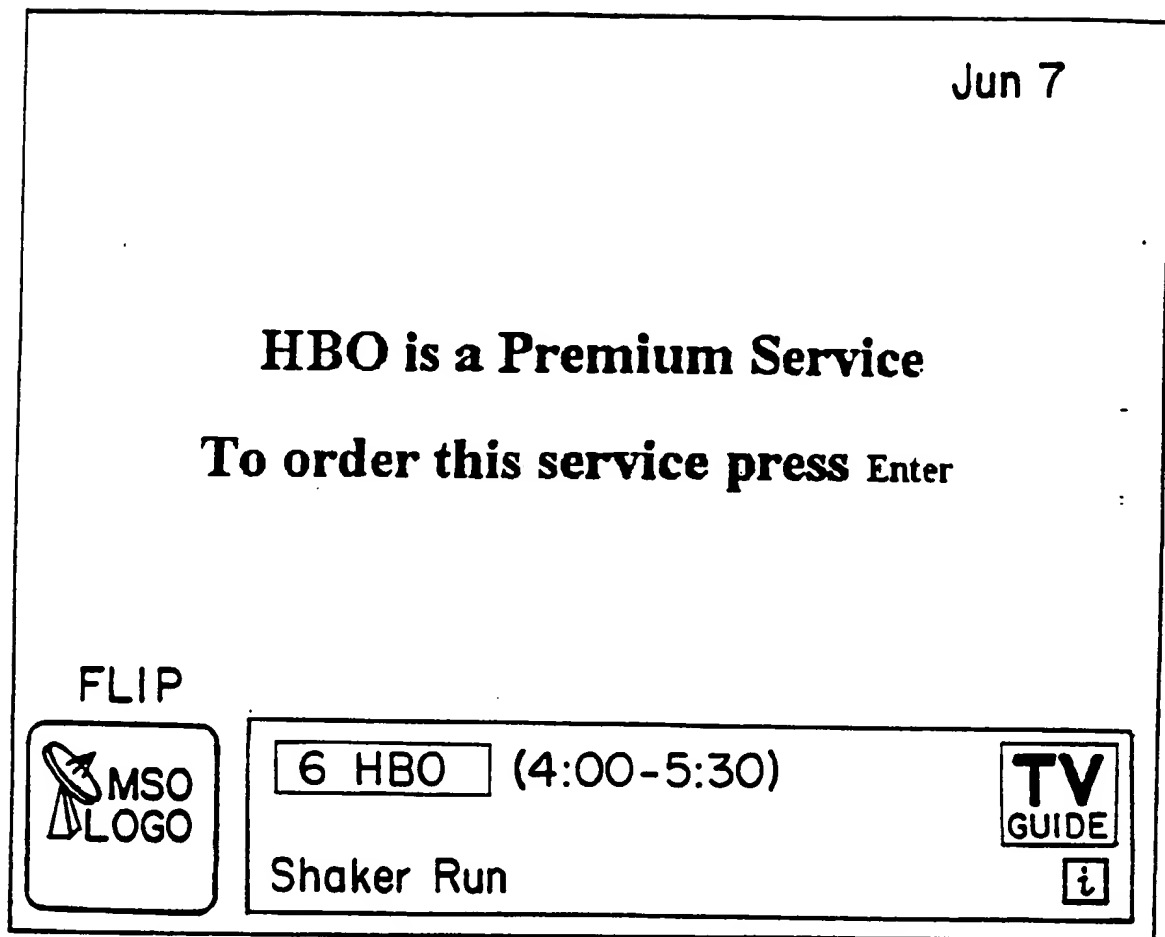 Jun 7
HBO is a Premium Service
To order this service press Enter
FLIP
MSO
LOGO
6 HBO (4:00-5:30)
TV
GUIDE
Shaker Run
i